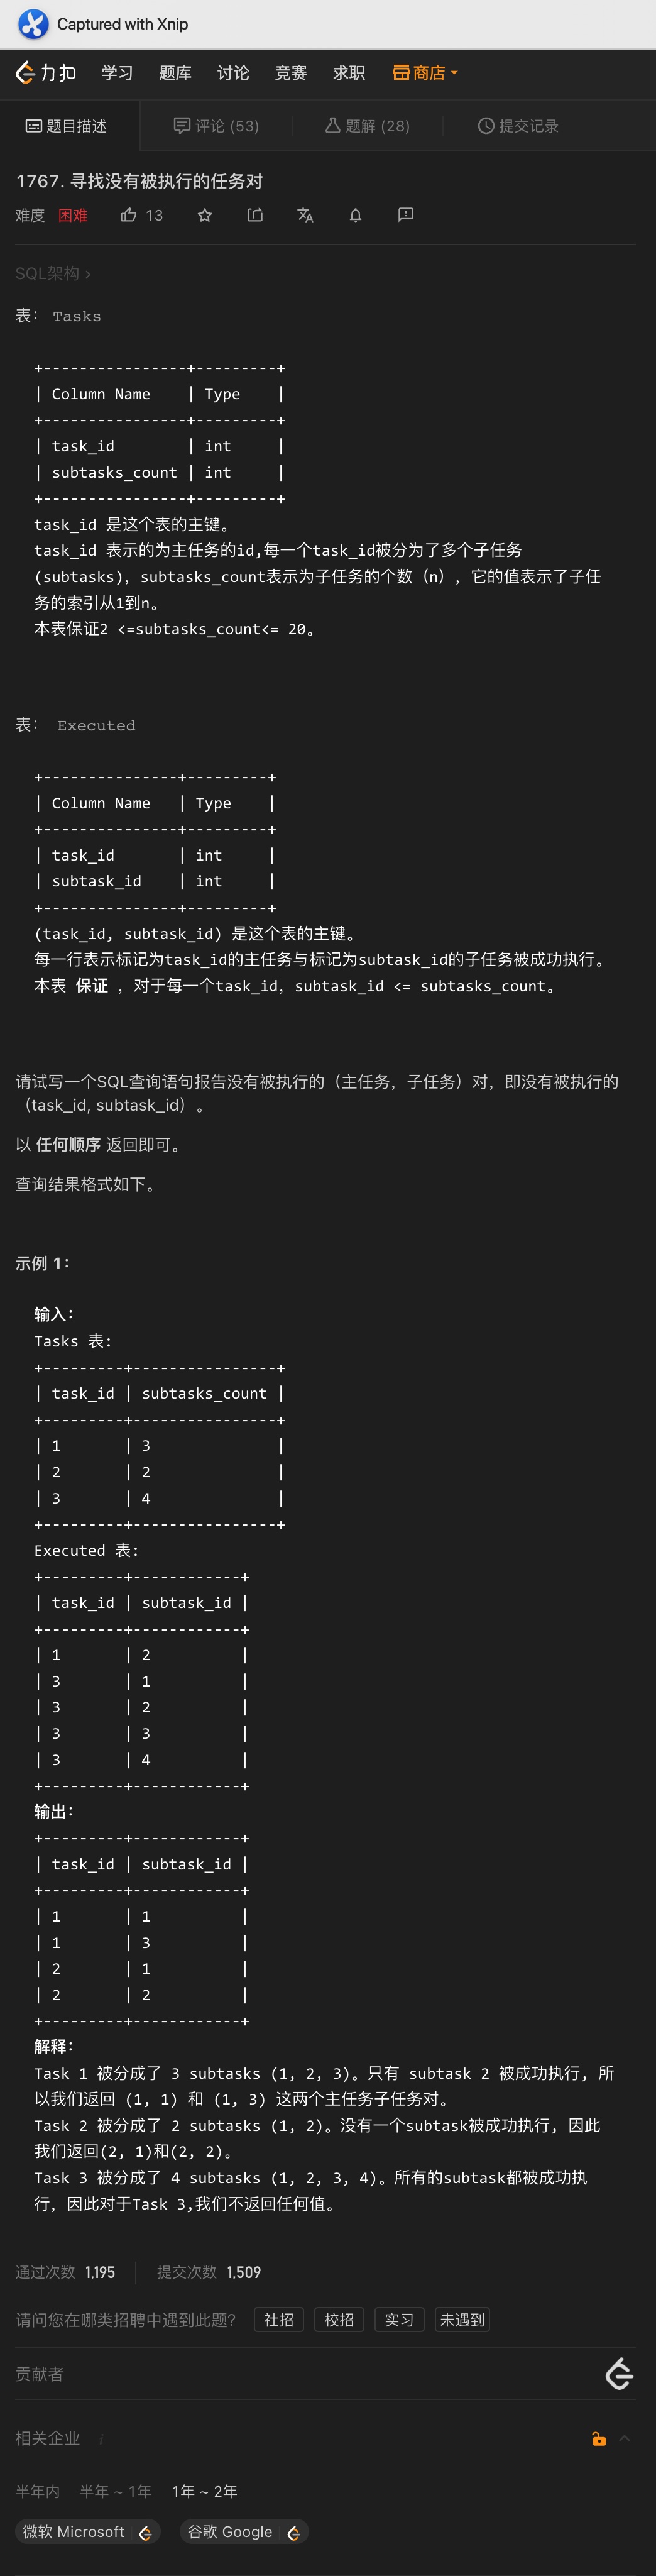 Captured with Xnip
力扣 学习 题库 讨论 竞赛 求职 商店
题目描述 评论 (53) 题解 (28) 提交记录
1767. 寻找没有被执行的任务对
难度 困难 13
SQL架构 ›
表： Tasks
+----------------+---------+
| Column Name    | Type    |
+----------------+---------+
| task_id        | int     |
| subtasks_count | int     |
+----------------+---------+
task_id 是这个表的主键。
task_id 表示的为主任务的id,每一个task_id被分为了多个子任务
(subtasks)，subtasks_count表示为子任务的个数（n），它的值表示了子任
务的索引从1到n。
本表保证2 <=subtasks_count<= 20。
表： Executed
+---------------+---------+
| Column Name   | Type    |
+---------------+---------+
| task_id       | int     |
| subtask_id    | int     |
+---------------+---------+
(task_id, subtask_id) 是这个表的主键。
每一行表示标记为task_id的主任务与标记为subtask_id的子任务被成功执行。
本表 保证 ，对于每一个task_id，subtask_id <= subtasks_count。
请试写一个SQL查询语句报告没有被执行的（主任务，子任务）对，即没有被执行的
（task_id, subtask_id）。
以 任何顺序 返回即可。
查询结果格式如下。
示例 1：
输入：
Tasks 表:
+---------+----------------+
| task_id | subtasks_count |
+---------+----------------+
| 1       | 3              |
| 2       | 2              |
| 3       | 4              |
+---------+----------------+
Executed 表:
+---------+------------+
| task_id | subtask_id |
+---------+------------+
| 1       | 2          |
| 3       | 1          |
| 3       | 2          |
| 3       | 3          |
| 3       | 4          |
+---------+------------+
输出：
+---------+------------+
| task_id | subtask_id |
+---------+------------+
| 1       | 1          |
| 1       | 3          |
| 2       | 1          |
| 2       | 2          |
+---------+------------+
解释：
Task 1 被分成了 3 subtasks (1, 2, 3)。只有 subtask 2 被成功执行, 所
以我们返回 (1, 1) 和 (1, 3) 这两个主任务子任务对。
Task 2 被分成了 2 subtasks (1, 2)。没有一个subtask被成功执行, 因此
我们返回(2, 1)和(2, 2)。
Task 3 被分成了 4 subtasks (1, 2, 3, 4)。所有的subtask都被成功执
行，因此对于Task 3,我们不返回任何值。
通过次数 1,195 提交次数 1,509
请问您在哪类招聘中遇到此题？ 社招 校招 实习 未遇到
贡献者
相关企业 i
半年内 半年 ~ 1年 1年 ~ 2年
微软 Microsoft 谷歌 Google